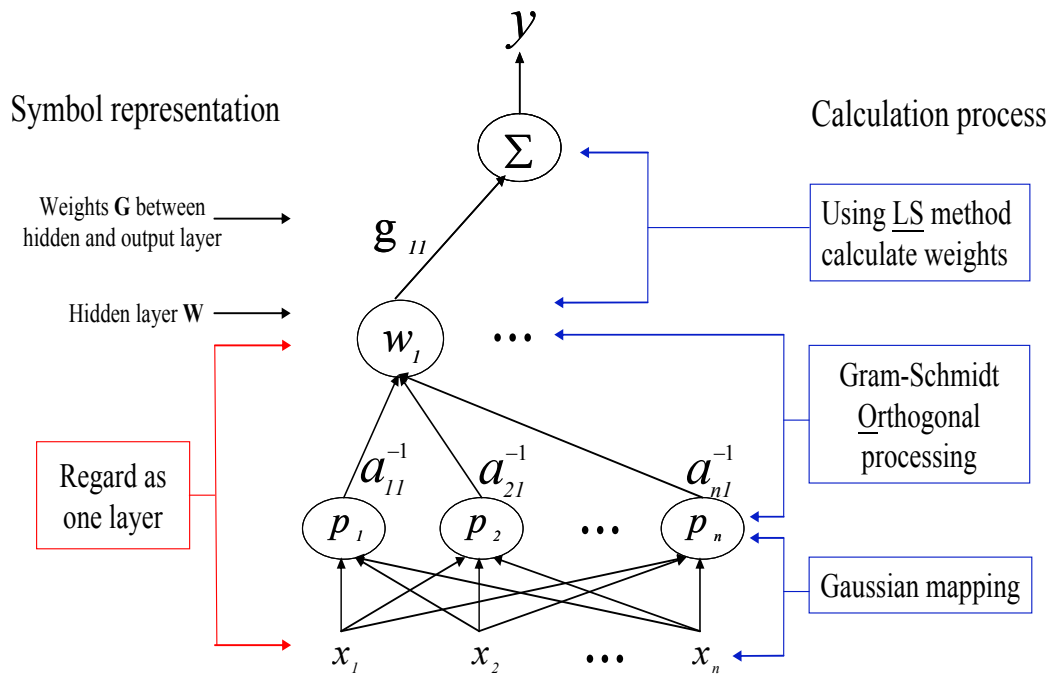 y
Symbol representation
Calculation process
Σ
Weights G between
hidden and output layer
Using LS method
calculate weights
g 11
Hidden layer W
w1
...
Gram-Schmidt
Orthogonal
processing
Regard as
one layer
a11^−1
a21^−1
an1^−1
p1
p2
...
pn
Gaussian mapping
x1
x2
...
xn